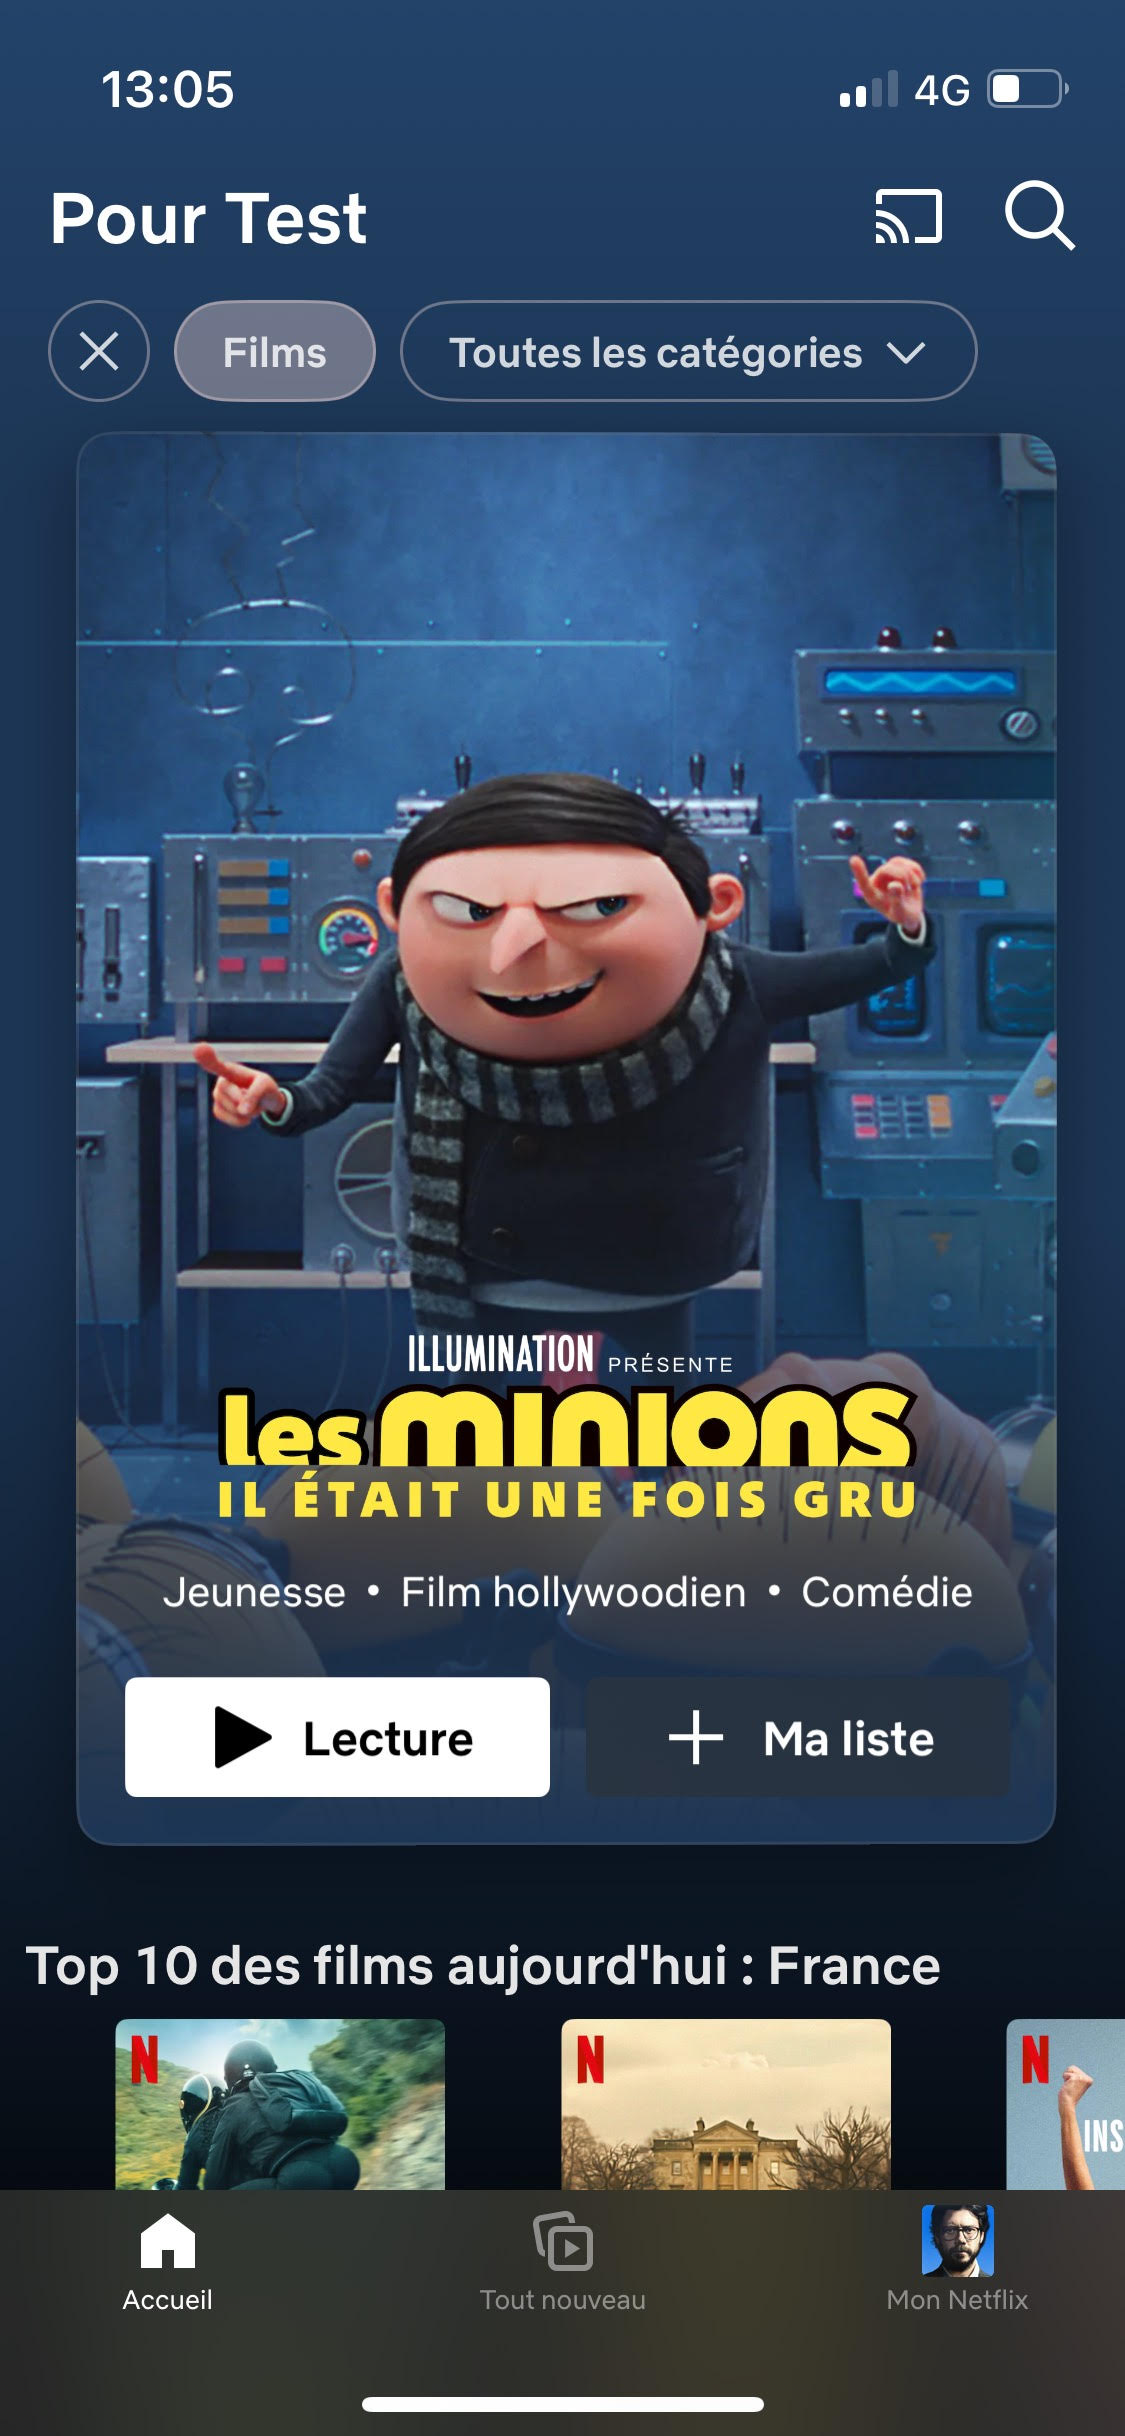 13:05
4G
Pour Test
Films
Toutes les catégories
ILLUMINATION PRÉSENTE
les minions
IL ÉTAIT UNE FOIS GRU
Jeunesse • Film hollywoodien • Comédie
Lecture
Ma liste
Top 10 des films aujourd'hui : France
N
N
N
INS
Accueil
Tout nouveau
Mon Netflix